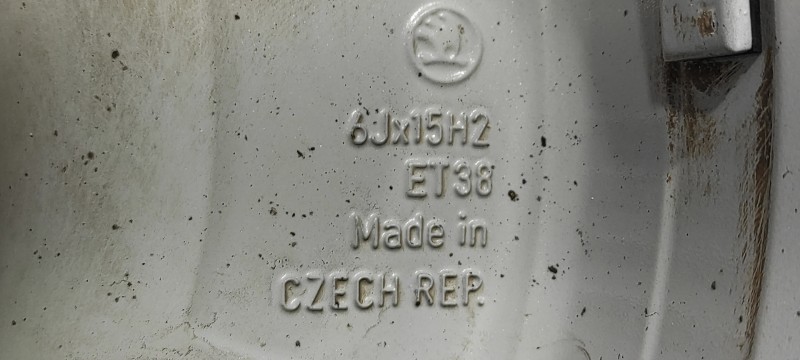 6Jx15H2
ET38
Made in
CZECH REP.